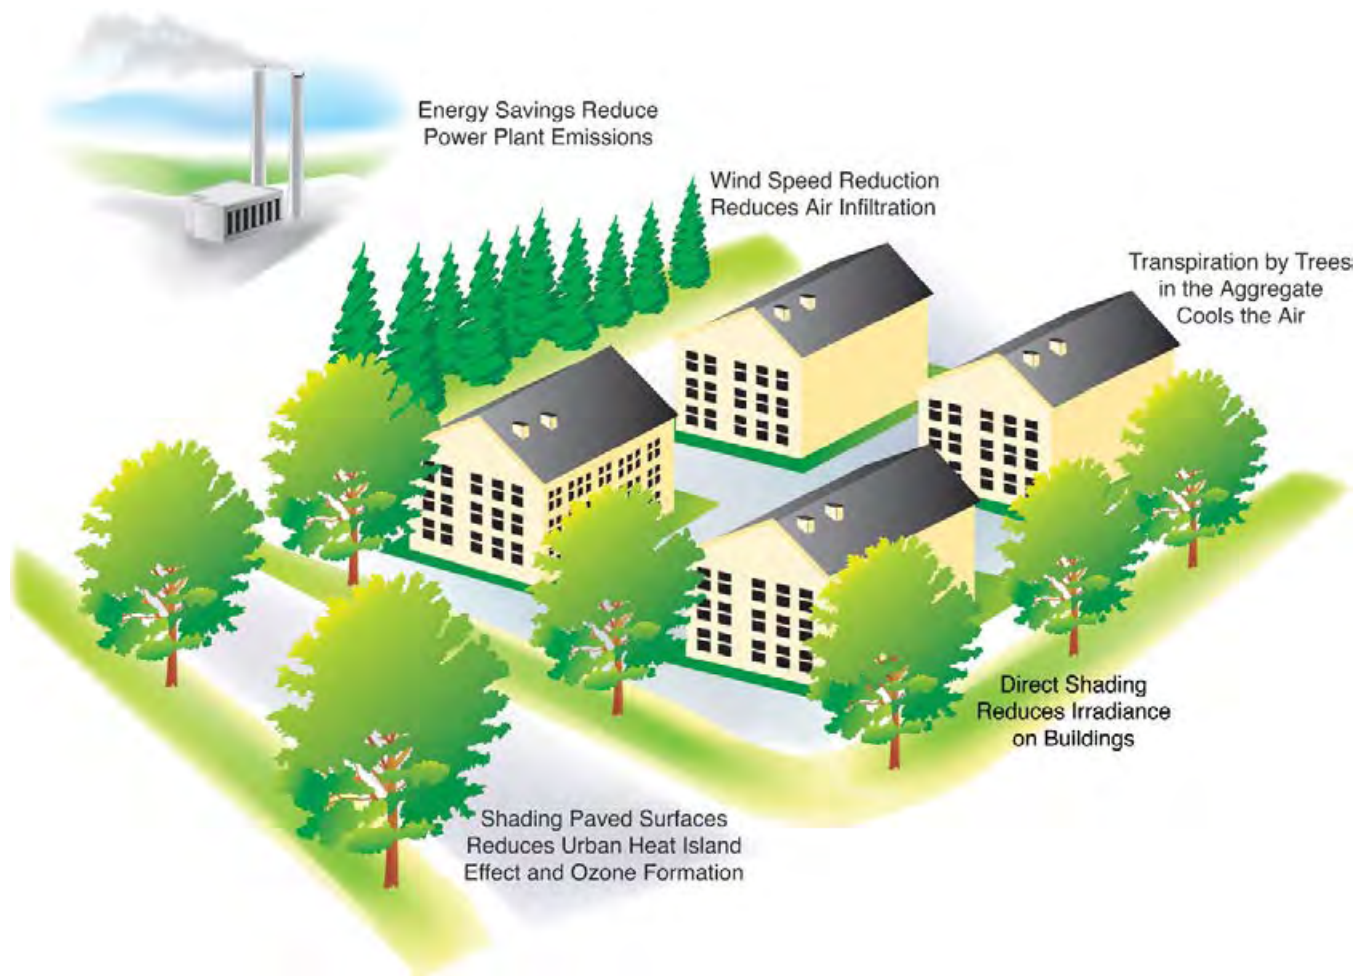 Energy Savings Reduce
Power Plant Emissions
Wind Speed Reduction
Reduces Air Infiltration
Transpiration by Trees
in the Aggregate
Cools the Air
Direct Shading
Reduces Irradiance
on Buildings
Shading Paved Surfaces
Reduces Urban Heat Island
Effect and Ozone Formation